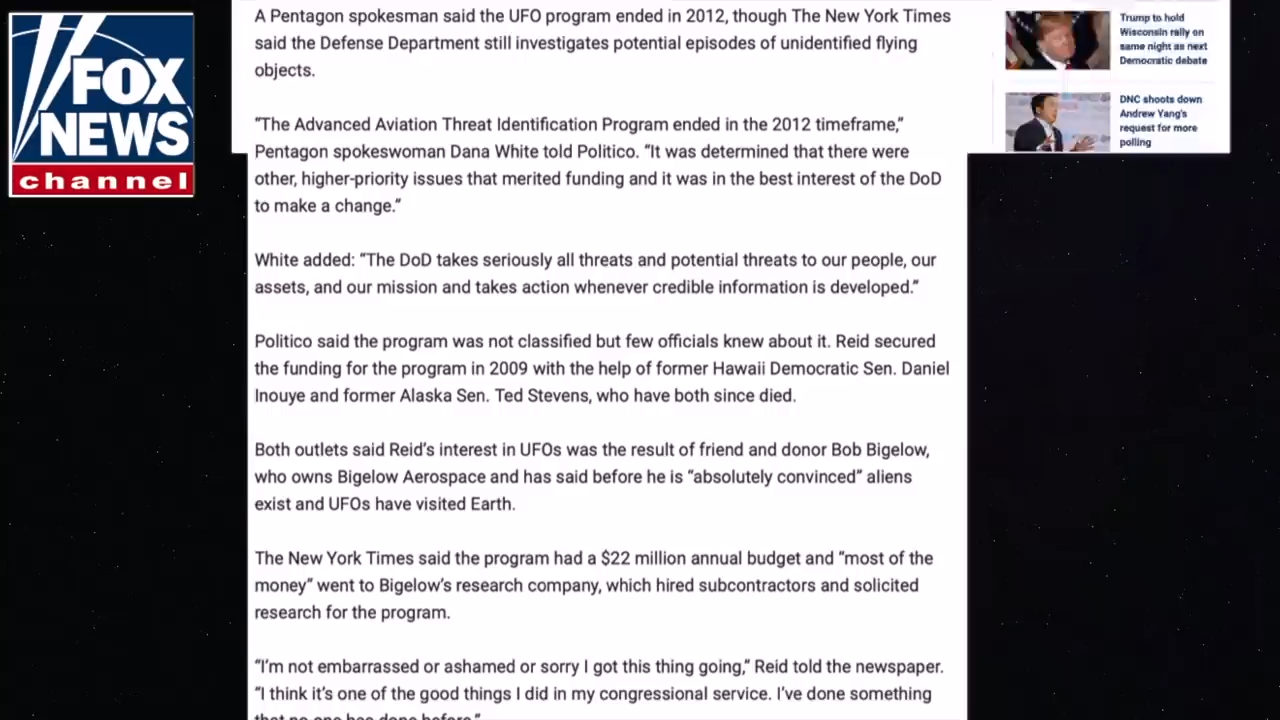 FOX
NEWS
channel
A Pentagon spokesman said the UFO program ended in 2012, though The New York Times
said the Defense Department still investigates potential episodes of unidentified flying
objects.
“The Advanced Aviation Threat Identification Program ended in the 2012 timeframe,”
Pentagon spokeswoman Dana White told Politico. “It was determined that there were
other, higher-priority issues that merited funding and it was in the best interest of the DoD
to make a change.”
White added: “The DoD takes seriously all threats and potential threats to our people, our
assets, and our mission and takes action whenever credible information is developed.”
Politico said the program was not classified but few officials knew about it. Reid secured
the funding for the program in 2009 with the help of former Hawaii Democratic Sen. Daniel
Inouye and former Alaska Sen. Ted Stevens, who have both since died.
Both outlets said Reid’s interest in UFOs was the result of friend and donor Bob Bigelow,
who owns Bigelow Aerospace and has said before he is “absolutely convinced” aliens
exist and UFOs have visited Earth.
The New York Times said the program had a $22 million annual budget and “most of the
money” went to Bigelow’s research company, which hired subcontractors and solicited
research for the program.
“I’m not embarrassed or ashamed or sorry I got this thing going,” Reid told the newspaper.
“I think it’s one of the good things I did in my congressional service. I’ve done something
that no one has done before.”
Trump to hold
Wisconsin rally on
same night as next
Democratic debate
DNC shoots down
Andrew Yang's
request for more
polling